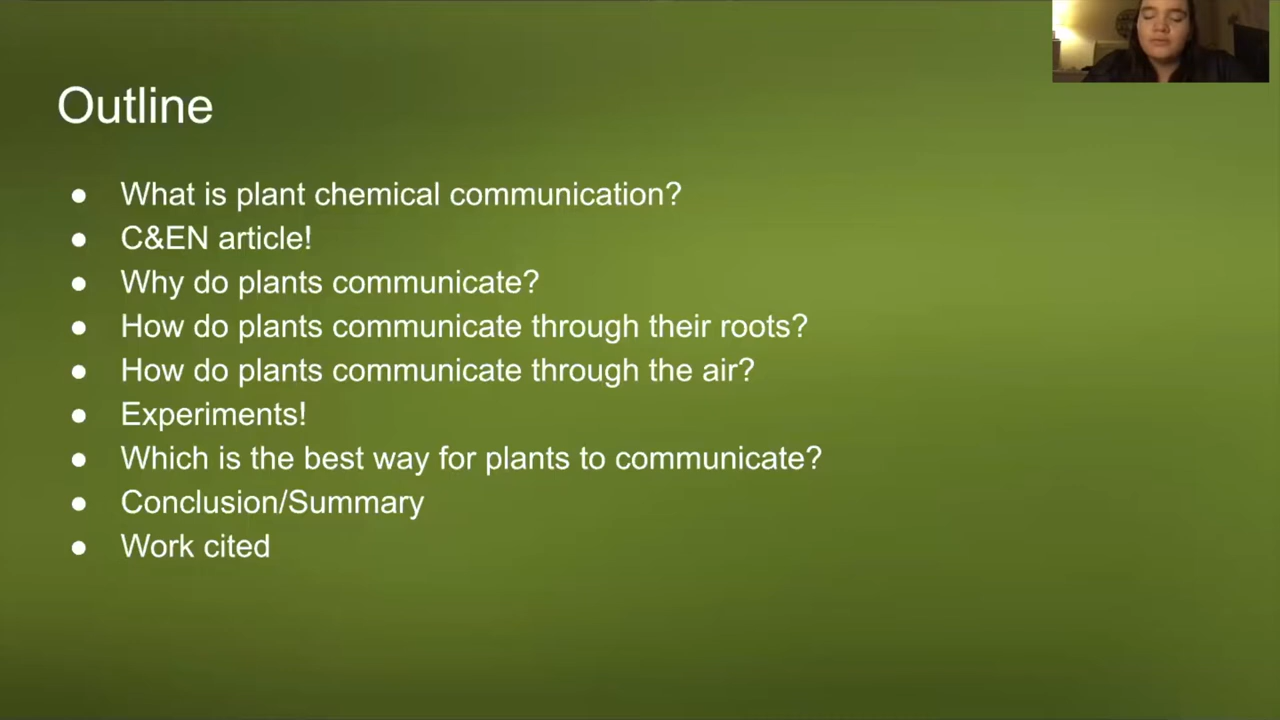 Outline
● What is plant chemical communication?
● C&EN article!
● Why do plants communicate?
● How do plants communicate through their roots?
● How do plants communicate through the air?
● Experiments!
● Which is the best way for plants to communicate?
● Conclusion/Summary
● Work cited